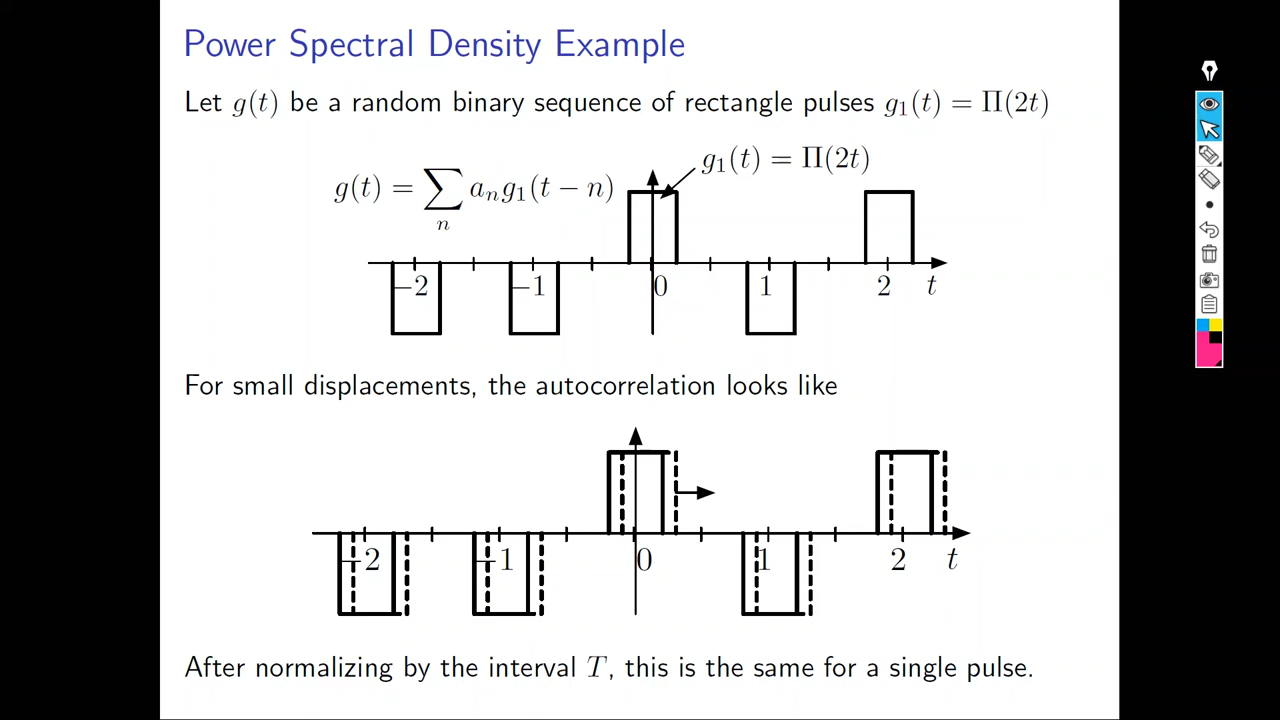 Power Spectral Density Example
Let g(t) be a random binary sequence of rectangle pulses g₁(t) = Π(2t)
g₁(t) = Π(2t)
g(t) = ∑ₙ aₙg₁(t − n)
−2 −1 0 1 2 t
For small displacements, the autocorrelation looks like
−2 −1 0 1 2 t
After normalizing by the interval T, this is the same for a single pulse.